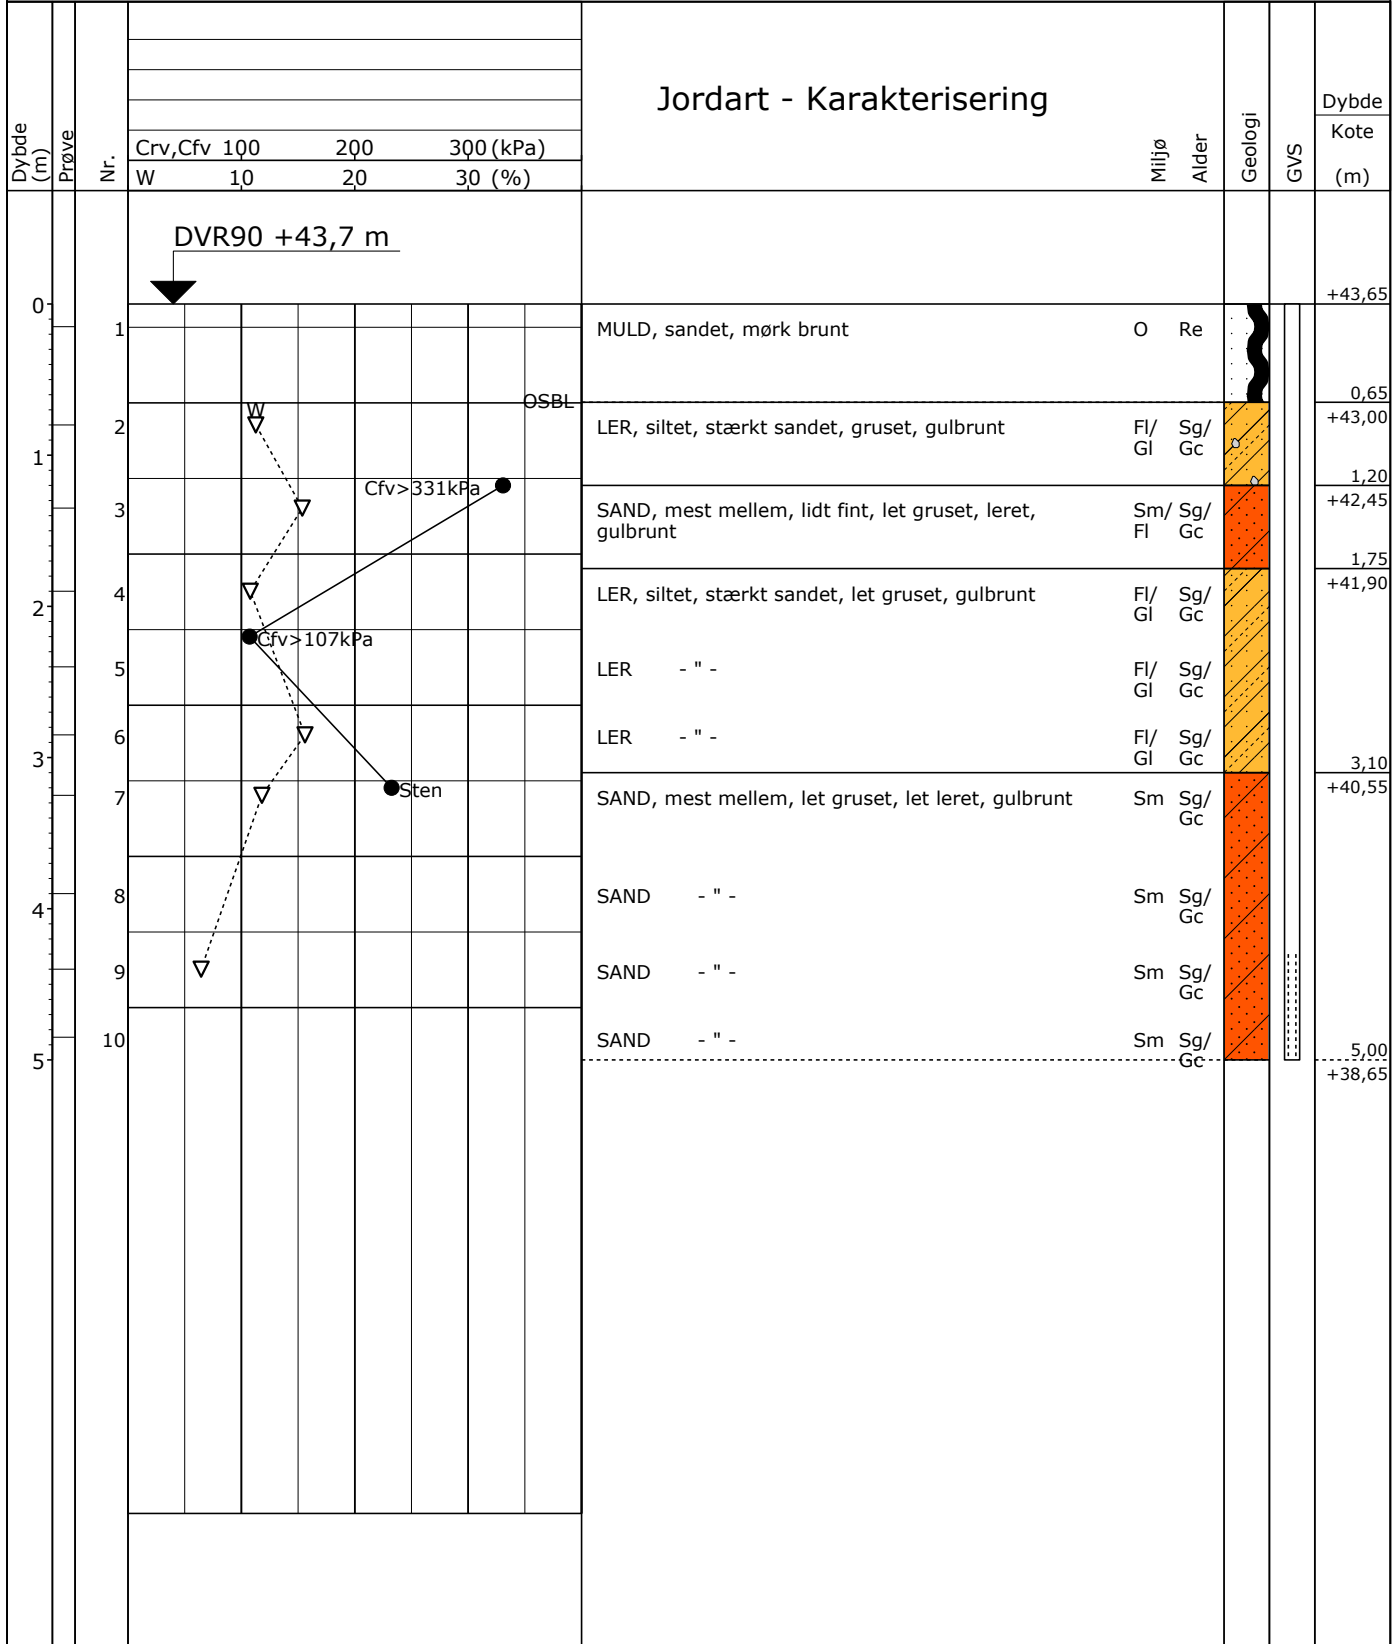 Jordart - Karakterisering
Dybde (m)
Prøve
Nr.
Crv,Cfv 100 200 300 (kPa)
W 10 20 30 (%)
Miljø
Alder
Geologi
GVS
Dybde
Kote
(m)
DVR90 +43,7 m
+43,65
0
1 MULD, sandet, mørk brunt O Re
0,65
OSBL
+43,00
W
2 LER, siltet, stærkt sandet, gruset, gulbrunt Fl/ Sg/
Gl Gc
1
1,20
Cfv>331kPa
+42,45
3 SAND, mest mellem, lidt fint, let gruset, leret, Sm/ Sg/
gulbrunt Fl Gc
1,75
+41,90
4 LER, siltet, stærkt sandet, let gruset, gulbrunt Fl/ Sg/
Gl Gc
2
Cfv>107kPa
5 LER - " - Fl/ Sg/
Gl Gc
6 LER - " - Fl/ Sg/
Gl Gc
3
3,10
+40,55
Sten
7 SAND, mest mellem, let gruset, let leret, gulbrunt Sm Sg/
Gc
8 SAND - " - Sm Sg/
Gc
4
9 SAND - " - Sm Sg/
Gc
10 SAND - " - Sm Sg/
Gc
5
5,00
+38,65